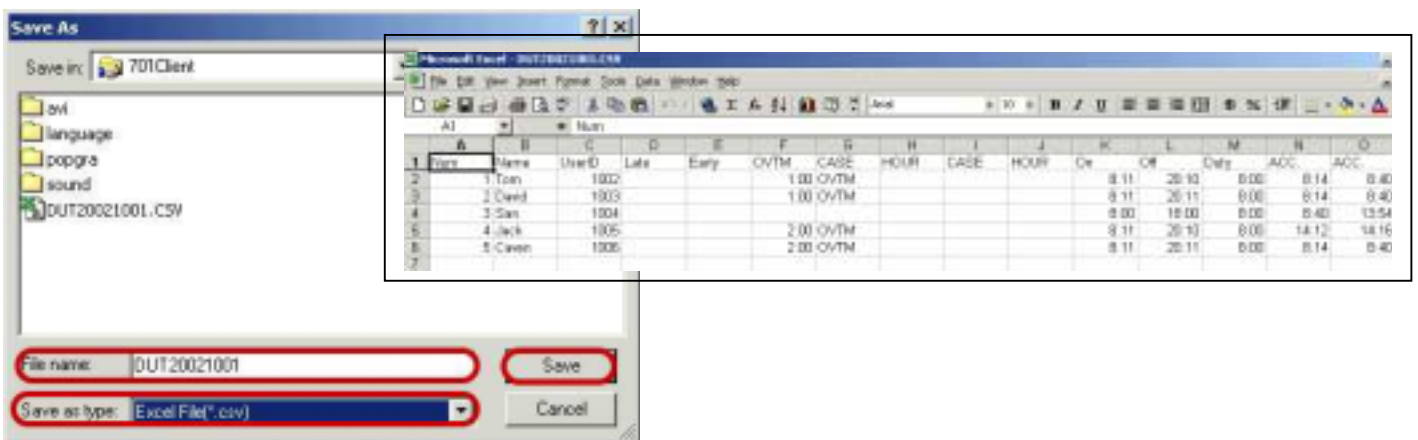 Save As
Save in: 701Client
avi
language
popgra
sound
DUT20021001.CSV
File name: DUT20021001 Save
Save as type: Excel File(*.csv) Cancel
Microsoft Excel - DUT20021001.CSV
File Edit View Insert Format Tools Data Window Help
Arial 10 B I U
A1 Num
A B C D E F G H I J K L M N O
1 Num Name UserID Late Early OVTM CASE HOUR CASE HOUR On Off Duty ACC. ACC.
2 1 Tom 1002 1:00 OVTM 8:11 20:10 8:00 8:14 8:40
3 2 David 1003 1:00 OVTM 8:11 20:11 8:00 8:14 8:40
4 3 San 1004 8:00 18:00 8:00 8:40 13:54
5 4 Jack 1005 2:00 OVTM 8:11 20:10 8:00 14:12 14:16
6 5 Caven 1006 2:00 OVTM 8:11 20:11 8:00 8:14 8:40
7